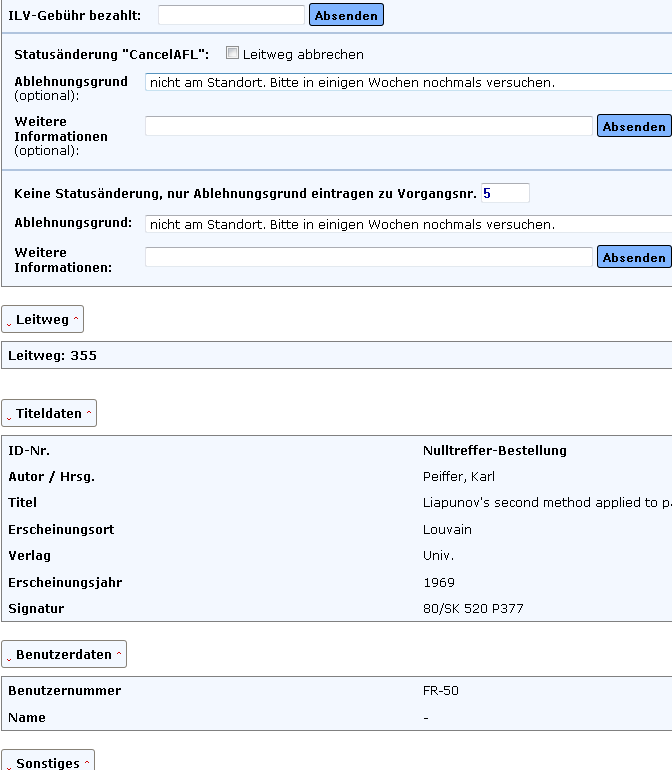 ILV-Gebühr bezahlt: Absenden
Statusänderung "CancelAFL": Leitweg abbrechen
Ablehnungsgrund nicht am Standort. Bitte in einigen Wochen nochmals versuchen.
(optional):
Weitere
Informationen Absenden
(optional):
Keine Statusänderung, nur Ablehnungsgrund eintragen zu Vorgangsnr. 5
Ablehnungsgrund: nicht am Standort. Bitte in einigen Wochen nochmals versuchen.
Weitere
Informationen: Absenden
Leitweg
Leitweg: 355
Titeldaten
ID-Nr. Nulltreffer-Bestellung
Autor / Hrsg. Peiffer, Karl
Titel Liapunov's second method applied to
Erscheinungsort Louvain
Verlag Univ.
Erscheinungsjahr 1969
Signatur 80/SK 520 P377
Benutzerdaten
Benutzernummer FR-50
Name -
Sonstiges